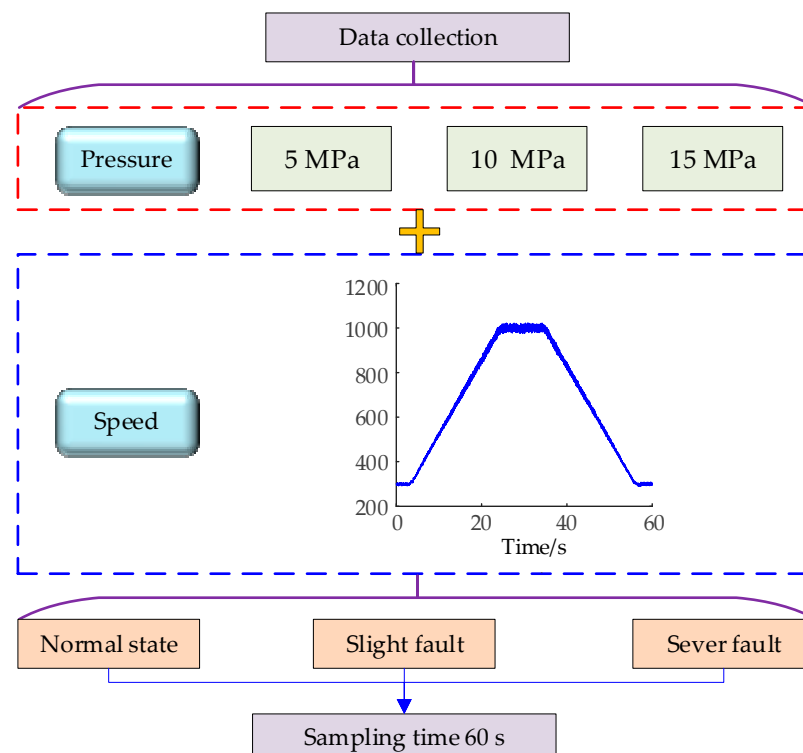 Data collection
Pressure
5 MPa
10 MPa
15 MPa
Speed
1200
1000
800
600
400
200
0
20
40
60
Time/s
Normal state
Slight fault
Sever fault
Sampling time 60 s